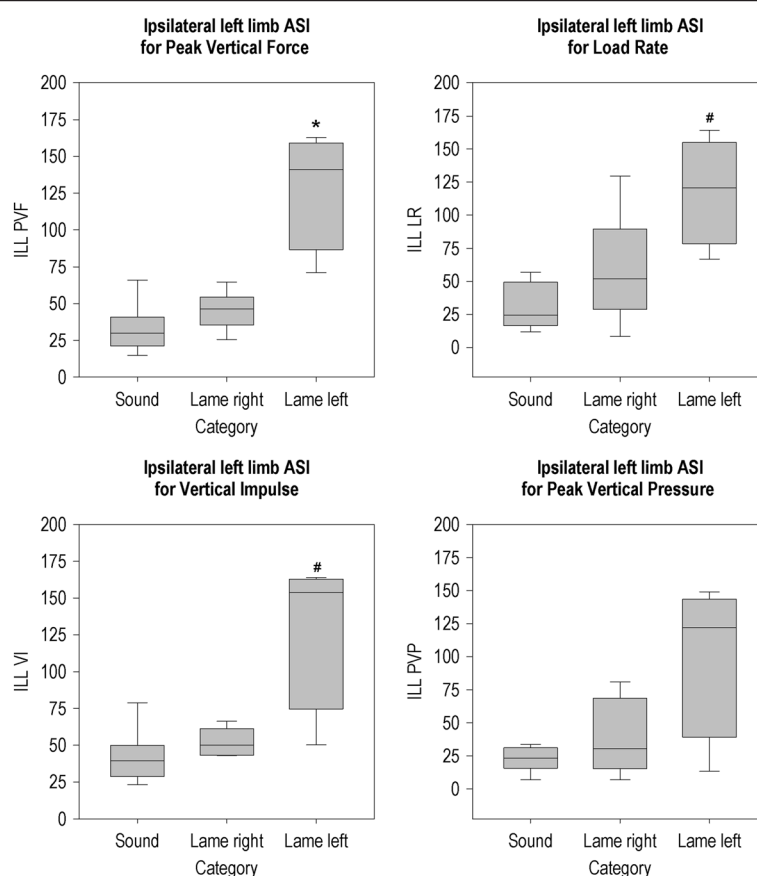 Ipsilateral left limb ASI
for Peak Vertical Force
200
175
150
125
100
75
50
25
0
ILL PVF
*
Sound Lame right Lame left
Category
Ipsilateral left limb ASI
for Load Rate
200
175
150
125
100
75
50
25
0
ILL LR
#
Sound Lame right Lame left
Category
Ipsilateral left limb ASI
for Vertical Impulse
200
175
150
125
100
75
50
25
0
ILL VI
#
Sound Lame right Lame left
Category
Ipsilateral left limb ASI
for Peak Vertical Pressure
200
175
150
125
100
75
50
25
0
ILL PVP
Sound Lame right Lame left
Category